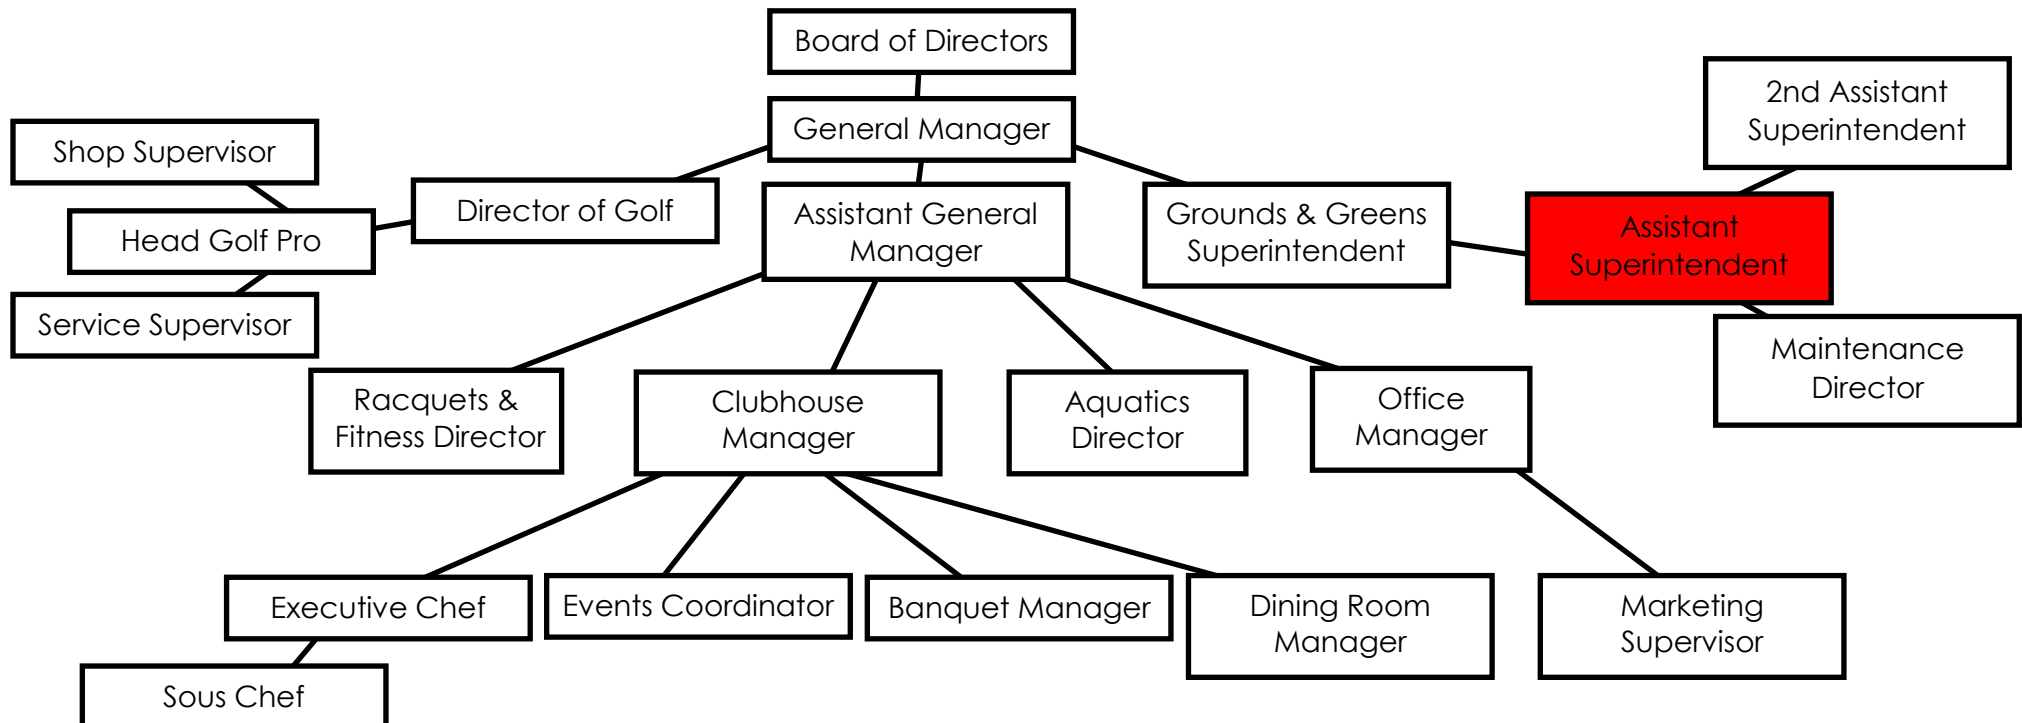 Board of Directors
General Manager
2nd Assistant
Superintendent
Shop Supervisor
Director of Golf
Head Golf Pro
Service Supervisor
Assistant General
Manager
Grounds & Greens
Superintendent
Assistant
Superintendent
Maintenance
Director
Racquets &
Fitness Director
Clubhouse
Manager
Aquatics
Director
Office
Manager
Executive Chef
Events Coordinator
Banquet Manager
Dining Room
Manager
Marketing
Supervisor
Sous Chef